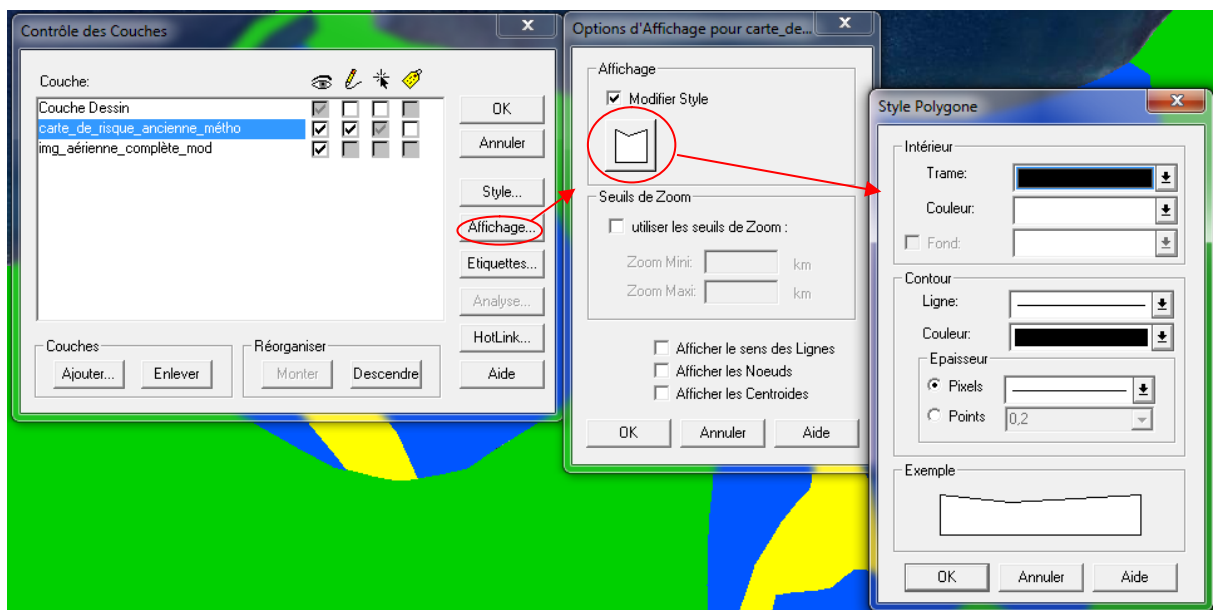 Contrôle des Couches
Couche:
Couche Dessin
carte_de_risque_ancienne_métho
img_aérienne_complète_mod
OK
Annuler
Style...
Affichage...
Etiquettes...
Analyse...
HotLink...
Aide
Couches
Ajouter...
Enlever
Réorganiser
Monter
Descendre
Options d'Affichage pour carte_de...
Affichage
Modifier Style
Seuils de Zoom
utiliser les seuils de Zoom :
Zoom Mini:
km
Zoom Maxi:
km
Afficher le sens des Lignes
Afficher les Noeuds
Afficher les Centroides
OK
Annuler
Aide
Style Polygone
Intérieur
Trame:
Couleur:
Fond:
Contour
Ligne:
Couleur:
Epaisseur
Pixels
Points
0,2
Exemple
OK
Annuler
Aide